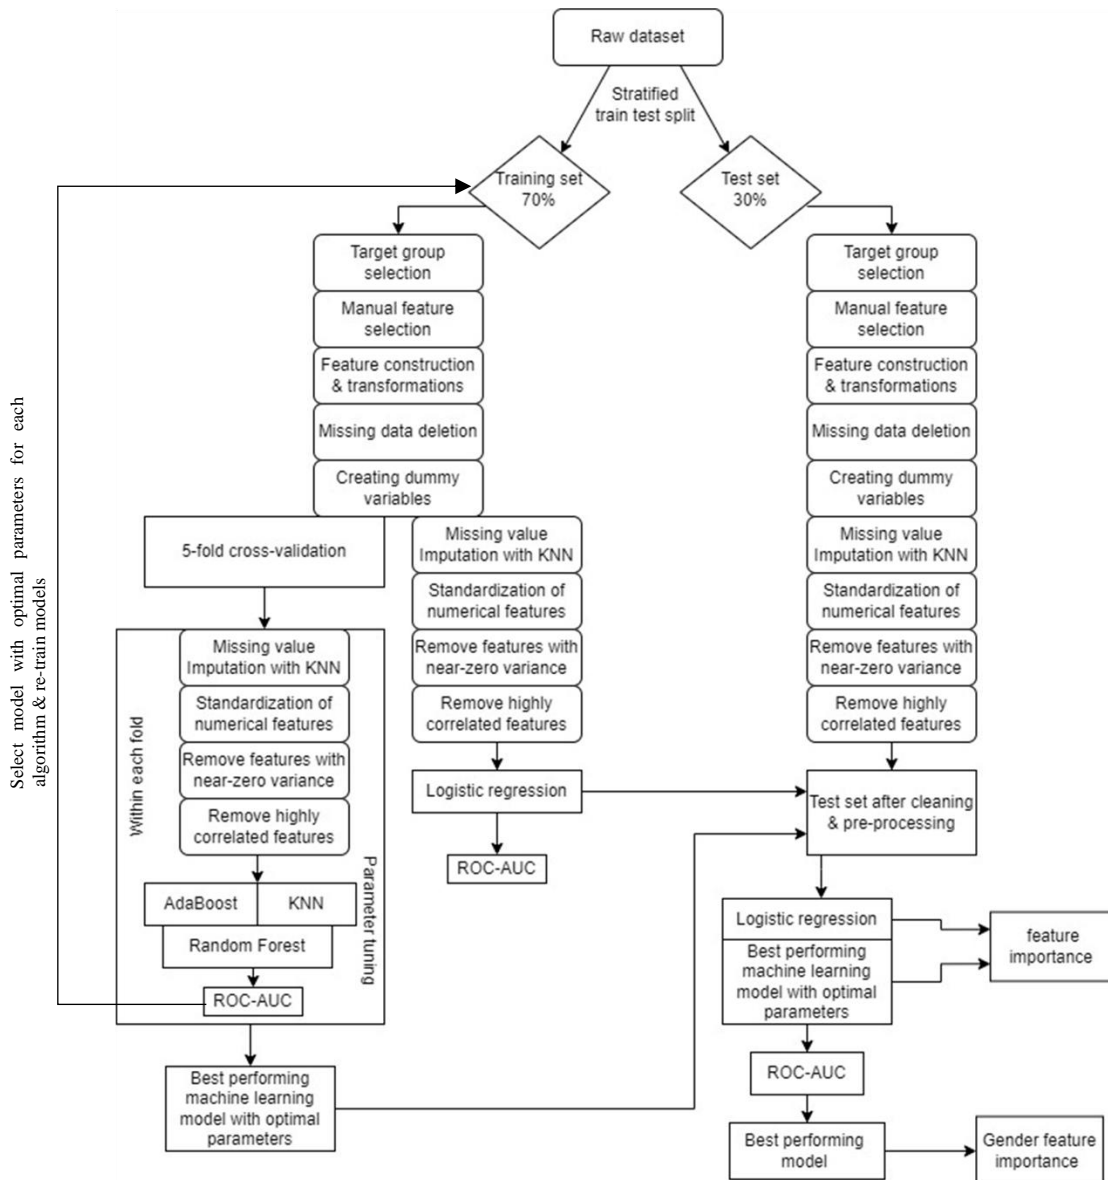 Raw dataset
Stratified
train test split
Training set
70%
Test set
30%
Select model with optimal parameters for each
algorithm & re-train models
Target group
selection
Manual feature
selection
Feature construction
& transformations
Missing data deletion
Creating dummy
variables
5-fold cross-validation
Within each fold
Missing value
Imputation with KNN
Standardization of
numerical features
Remove features with
near-zero variance
Remove highly
correlated features
Parameter tuning
AdaBoost
KNN
Random Forest
ROC-AUC
Best performing
machine learning
model with optimal
parameters
Missing value
Imputation with KNN
Standardization of
numerical features
Remove features with
near-zero variance
Remove highly
correlated features
Logistic regression
ROC-AUC
Target group
selection
Manual feature
selection
Feature construction
& transformations
Missing data deletion
Creating dummy
variables
Missing value
Imputation with KNN
Standardization of
numerical features
Remove features with
near-zero variance
Remove highly
correlated features
Test set after cleaning
& pre-processing
Logistic regression
Best performing
machine learning
model with optimal
parameters
feature
importance
ROC-AUC
Best performing
model
Gender feature
importance